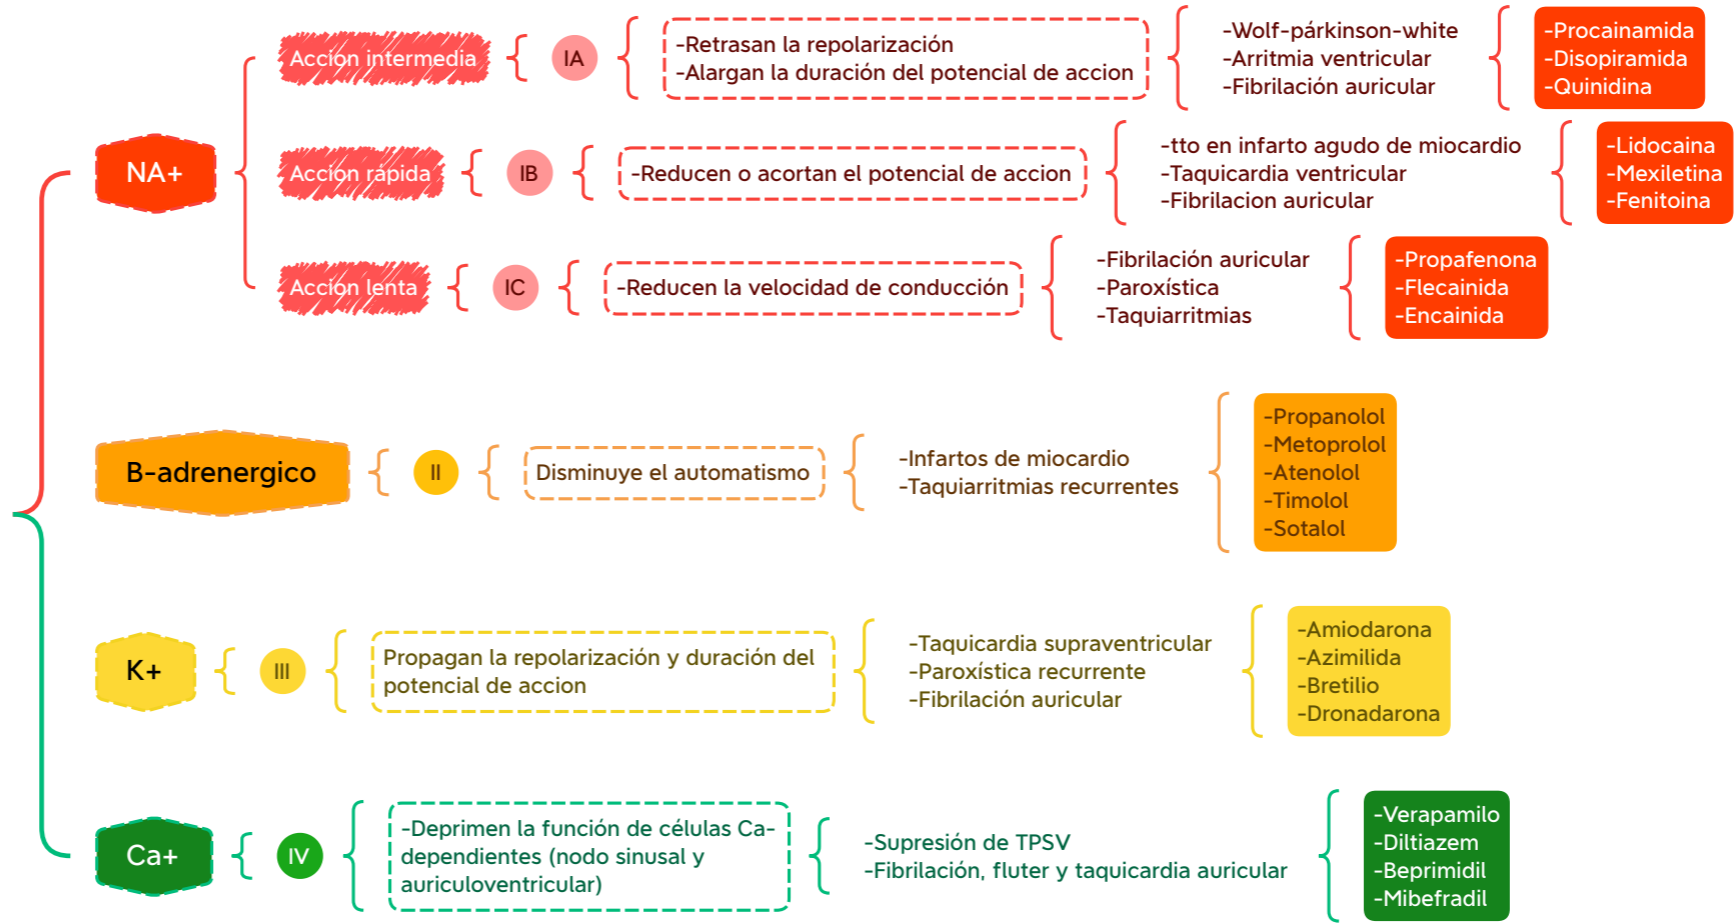 NA+
Acción intermedia
IA
-Retrasan la repolarización
-Alargan la duración del potencial de accion
-Wolf-párkinson-white
-Arritmia ventricular
-Fibrilación auricular
-Procainamida
-Disopiramida
-Quinidina
Acción rápida
IB
-Reducen o acortan el potencial de accion
-tto en infarto agudo de miocardio
-Taquicardia ventricular
-Fibrilacion auricular
-Lidocaina
-Mexiletina
-Fenitoina
Acción lenta
IC
-Reducen la velocidad de conducción
-Fibrilación auricular
-Paroxística
-Taquiarritmias
-Propafenona
-Flecainida
-Encainida
B-adrenergico
II
Disminuye el automatismo
-Infartos de miocardio
-Taquiarritmias recurrentes
-Propanolol
-Metoprolol
-Atenolol
-Timolol
-Sotalol
K+
III
Propagan la repolarización y duración del
potencial de accion
-Taquicardia supraventricular
-Paroxística recurrente
-Fibrilación auricular
-Amiodarona
-Azimilida
-Bretilio
-Dronadarona
Ca+
IV
-Deprimen la función de células Ca-
dependientes (nodo sinusal y
auriculoventricular)
-Supresión de TPSV
-Fibrilación, fluter y taquicardia auricular
-Verapamilo
-Diltiazem
-Beprimidil
-Mibefradil